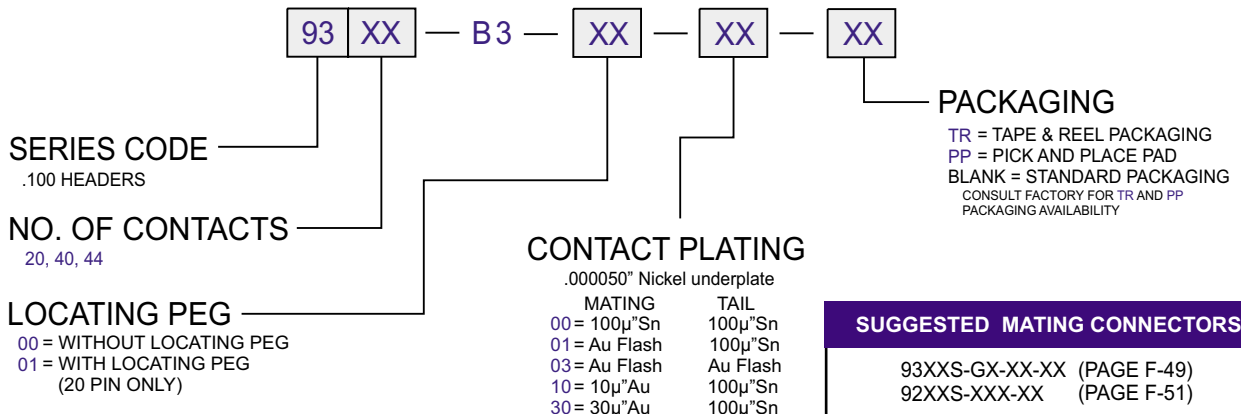 93 XX — B3 — XX — XX — XX
SERIES CODE
.100 HEADERS
NO. OF CONTACTS
20, 40, 44
LOCATING PEG
00 = WITHOUT LOCATING PEG
01 = WITH LOCATING PEG
(20 PIN ONLY)
CONTACT PLATING
.000050” Nickel underplate
MATING TAIL
00 = 100µ”Sn 100µ”Sn
01 = Au Flash 100µ”Sn
03 = Au Flash Au Flash
10 = 10µ”Au 100µ”Sn
30 = 30µ”Au 100µ”Sn
PACKAGING
TR = TAPE & REEL PACKAGING
PP = PICK AND PLACE PAD
BLANK = STANDARD PACKAGING
CONSULT FACTORY FOR TR AND PP
PACKAGING AVAILABILITY
SUGGESTED MATING CONNECTORS
93XXS-GX-XX-XX (PAGE F-49)
92XXS-XXX-XX (PAGE F-51)